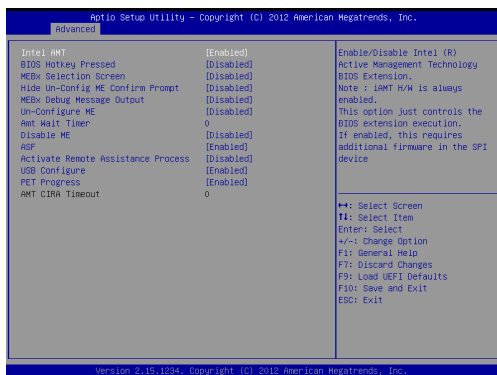 Aptio Setup Utility – Copyright (C) 2012 American Megatrends, Inc.
Advanced
Intel AMT [Enabled]
BIOS Hotkey Pressed [Disabled]
MEBx Selection Screen [Disabled]
Hide Un-Config ME Confirm Prompt [Disabled]
MEBx Debug Message Output [Disabled]
Un-Configure ME [Disabled]
Amt Wait Timer 0
Disable ME [Disabled]
ASF [Enabled]
Activate Remote Assistance Process [Disabled]
USB Configure [Enabled]
PET Progress [Enabled]
AMT CIRA Timeout 0
Enable/Disable Intel (R)
Active Management Technology
BIOS Extension.
Note : iAMT H/W is always
enabled.
This option just controls the
BIOS extension execution.
If enabled, this requires
additional firmware in the SPI
device
↔: Select Screen
↑↓: Select Item
Enter: Select
+/-: Change Option
F1: General Help
F7: Discard Changes
F9: Load UEFI Defaults
F10: Save and Exit
ESC: Exit
Version 2.15.1234. Copyright (C) 2012 American Megatrends, Inc.